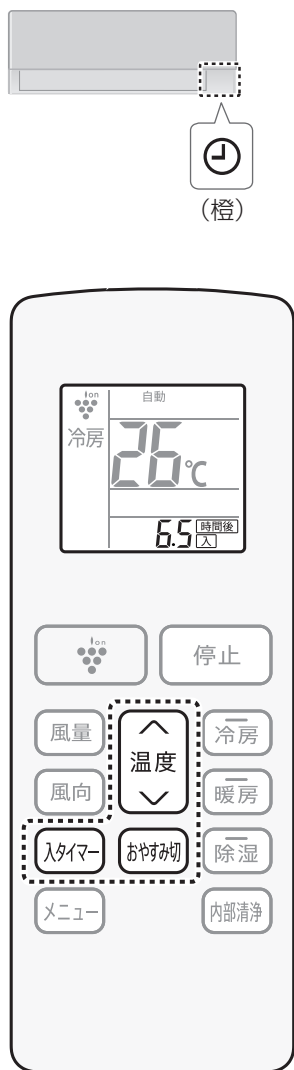 （橙）
ion 自動
冷房 26℃
6.5 時間後
入
ion 停止
風量 温度 冷房
風向 暖房
入タイマー おやすみ切 除湿
メニュー 内部清浄